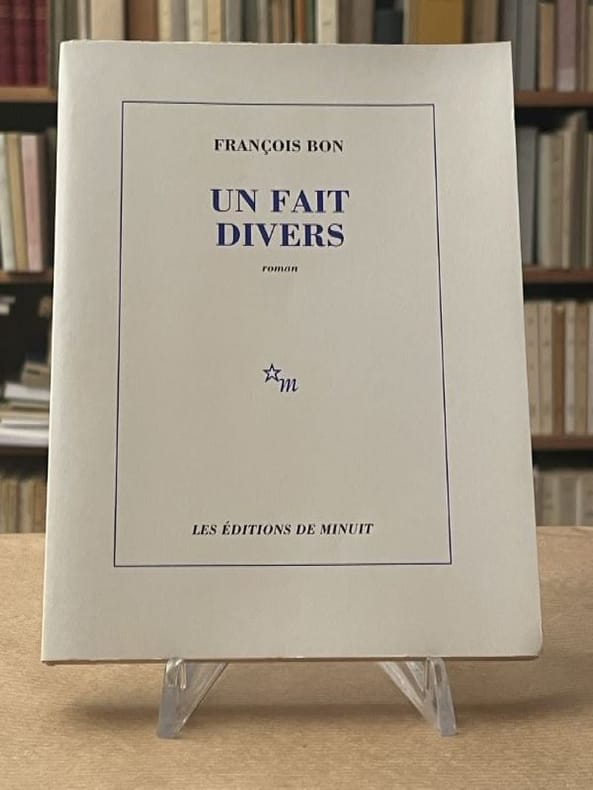 FRANÇOIS BON
UN FAIT
DIVERS
roman
m
LES ÉDITIONS DE MINUIT